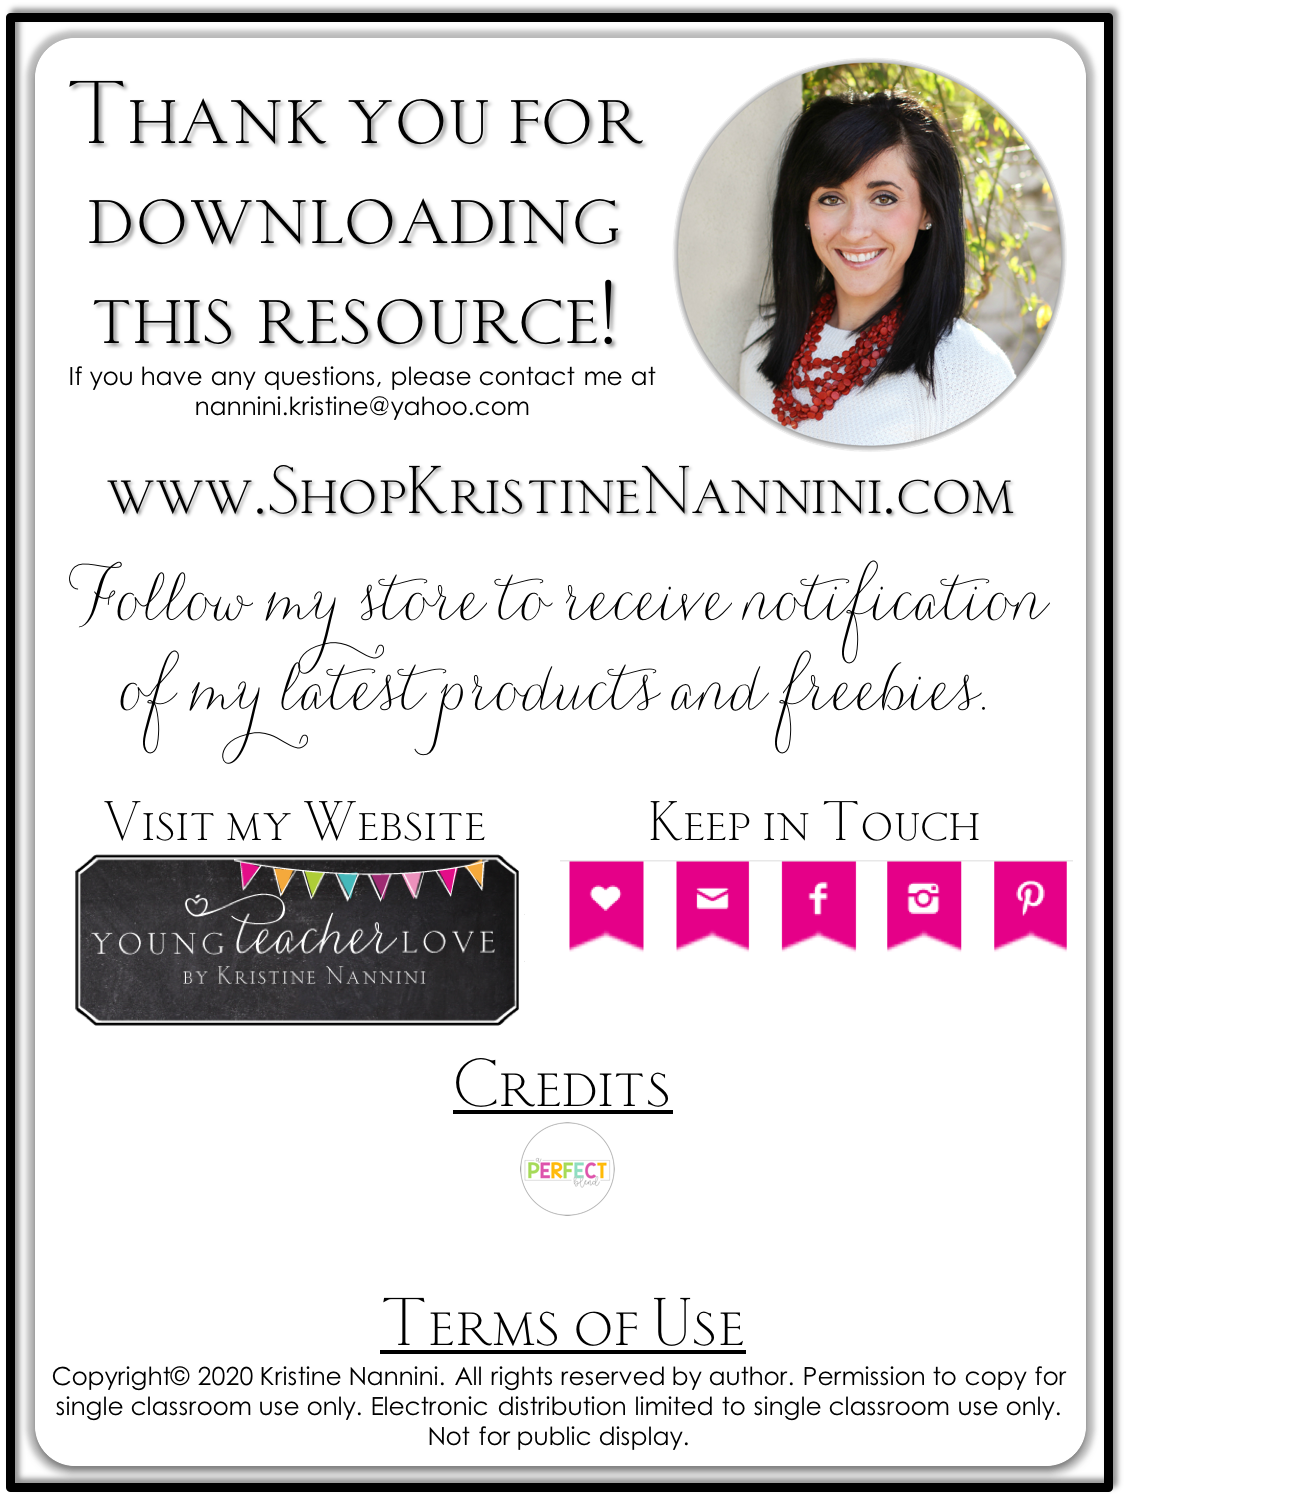 Thank you for
downloading
this resource!
If you have any questions, please contact me at
nannini.kristine@yahoo.com
www.ShopKristineNannini.com
Follow my store to receive notification
of my latest products and freebies.
Visit my Website
Keep in Touch
Young teacher Love
by Kristine Nannini
Credits
a
PERFECT
blend
Terms of Use
Copyright© 2020 Kristine Nannini. All rights reserved by author. Permission to copy for
single classroom use only. Electronic distribution limited to single classroom use only.
Not for public display.